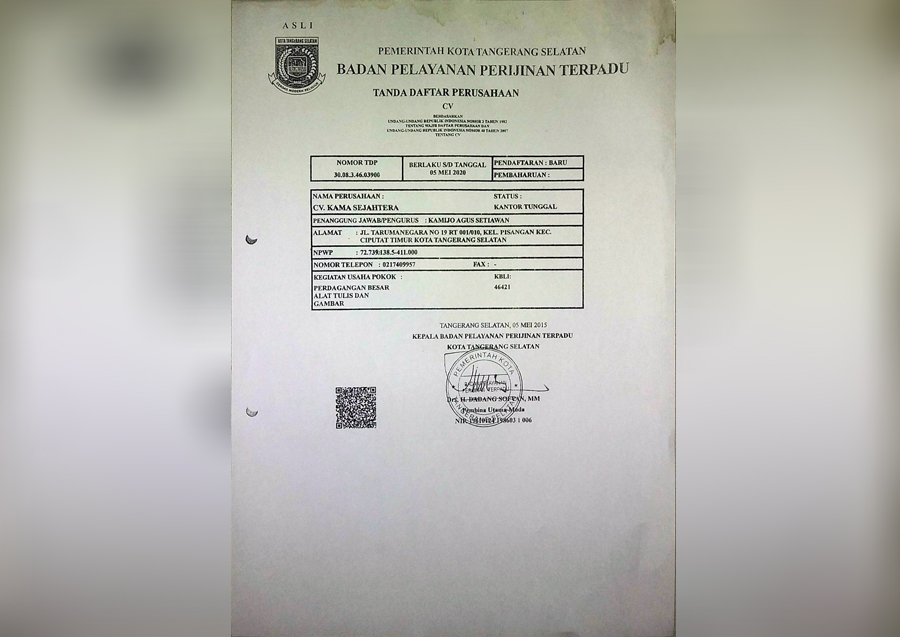 ASLI
KOTA TANGERANG SELATAN
PEMERINTAH KOTA TANGERANG SELATAN
BADAN PELAYANAN PERIJINAN TERPADU
TANDA DAFTAR PERUSAHAAN
CV
BERDASARKAN
UNDANG-UNDANG REPUBLIK INDONESIA NOMOR 3 TAHUN 1982
TENTANG WAJIB DAFTAR PERUSAHAAN DAN
UNDANG-UNDANG REPUBLIK INDONESIA NOMOR 40 TAHUN 2007
TENTANG CV
NOMOR TDP
30.08.3.46.03900
BERLAKU S/D TANGGAL
05 MEI 2020
PENDAFTARAN : BARU
PEMBAHARUAN :
NAMA PERUSAHAAN : STATUS :
CV. KAMA SEJAHTERA KANTOR TUNGGAL
PENANGGUNG JAWAB/PENGURUS : KAMIJO AGUS SETIAWAN
ALAMAT : JL. TARUMANEGARA NO 19 RT 001/010, KEL. PISANGAN KEC.
CIPUTAT TIMUR KOTA TANGERANG SELATAN
NPWP : 72.739.138.5-411.000
NOMOR TELEPON : 0217409957 FAX : -
KEGIATAN USAHA POKOK : KBLI:
PERDAGANGAN BESAR 46421
ALAT TULIS DAN
GAMBAR
TANGERANG SELATAN, 05 MEI 2015
KEPALA BADAN PELAYANAN PERIJINAN TERPADU
KOTA TANGERANG SELATAN
PEMERINTAH KOTA
Drs. H. DADANG SOFYAN, MM
Pembina Utama Muda
NIP. 198603 1 006